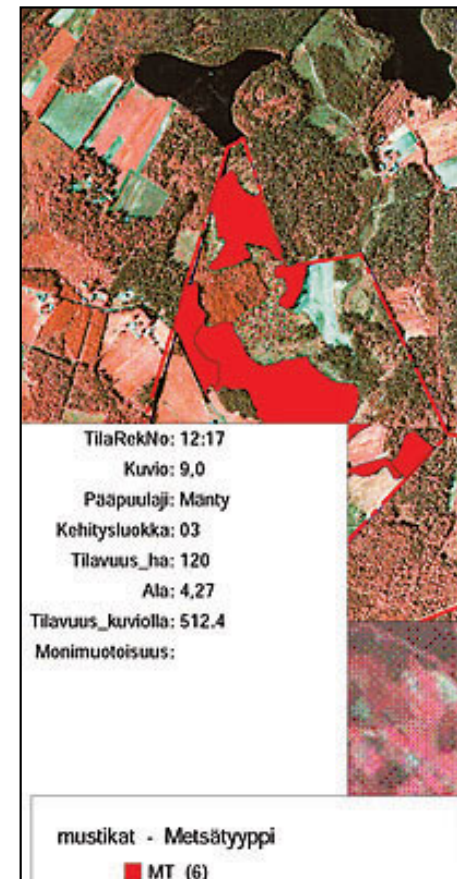 TilaRekNo: 12:17
Kuvio: 9,0
Pääpuulaji: Mänty
Kehitysluokka: 03
Tilavuus_ha: 120
Ala: 4,27
Tilavuus_kuviolla: 512.4
Monimuotoisuus:
mustikat - Metsätyyppi
MT (6)